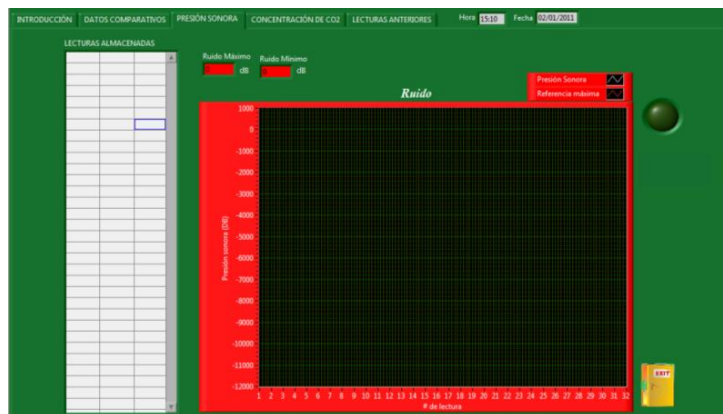 INTRODUCCIÓN DATOS COMPARATIVOS PRESIÓN SONORA CONCENTRACIÓN DE CO2 LECTURAS ANTERIORES Hora 15:10 Fecha 02/01/2011
LECTURAS ALMACENADAS
Ruido Máximo Ruido Mínimo
0 dB 0 dB
Ruido
Presión Sonora
Referencia máxima
1000
0
-1000
-2000
-3000
-4000
-5000
-6000
-7000
-8000
-9000
-10000
-11000
-12000
Presión sonora (DB)
1 2 3 4 5 6 7 8 9 10 11 12 13 14 15 16 17 18 19 20 21 22 23 24 25 26 27 28 29 30 31 32
# de lectura
EXIT